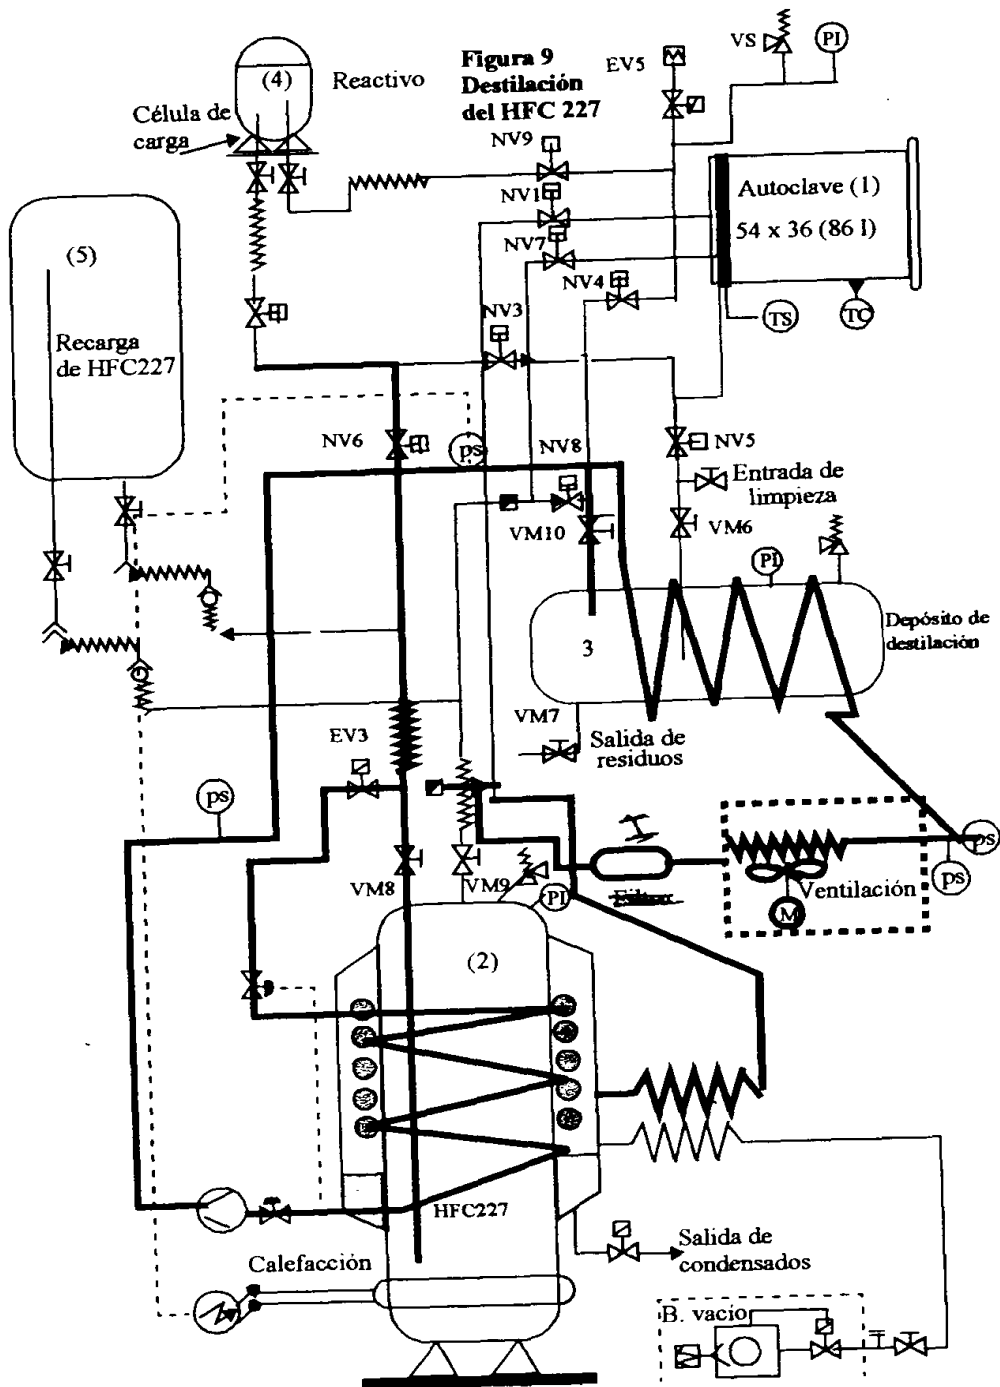 Figura 9
Destilación
del HFC 227
(4)
Reactivo
Célula de
carga
EV5
VS
PI
NV9
NV1
NV7
NV4
NV3
Autoclave (1)
54 x 36 (86 l)
TS
TC
(5)
Recarga
de HFC227
NV6
ps
NV8
NV5
Entrada de
limpieza
VM10
VM6
PI
3
Depósito de
destilación
VM7
Salida de
residuos
EV3
ps
VM8
VM9
PI
Filtro
Ventilación
M
ps
ps
(2)
HFC227
Calefacción
Salida de
condensados
B. vacío